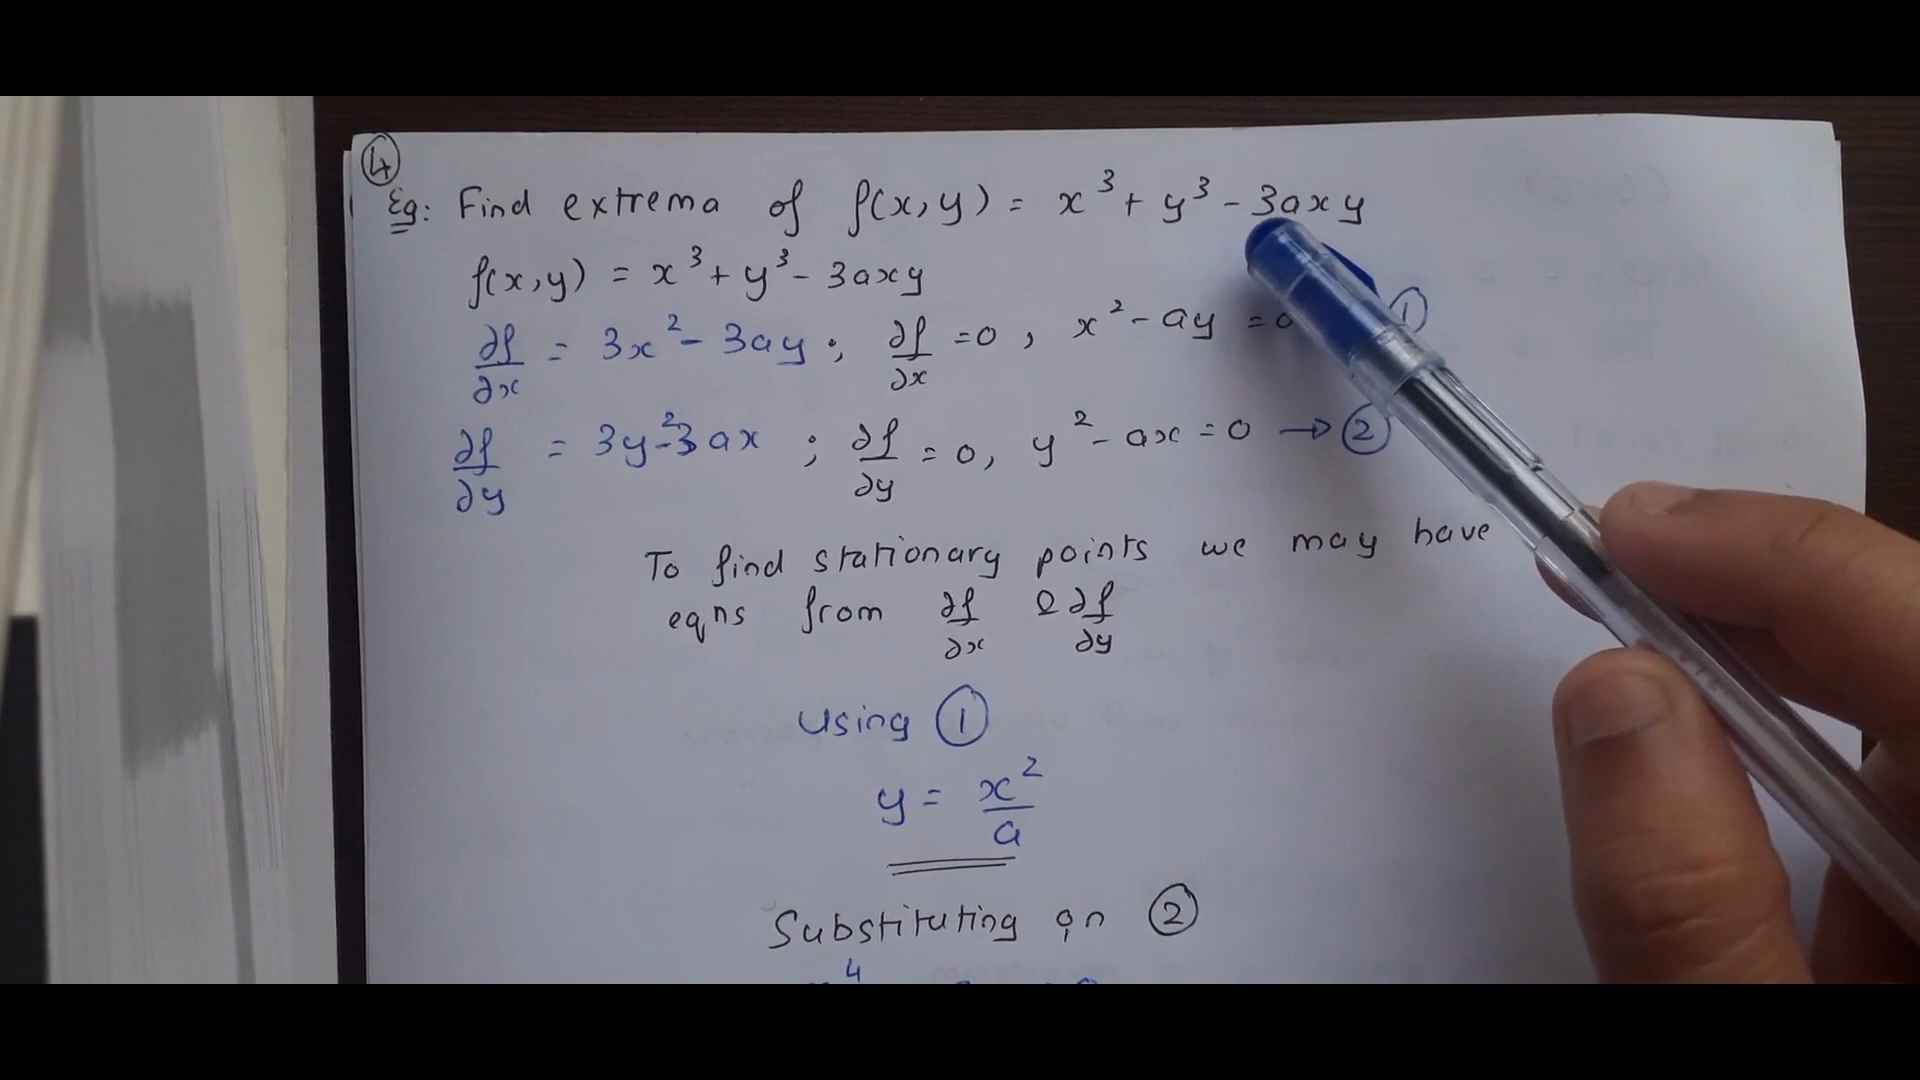 ④
Eg: Find extrema of f(x,y) = x³ + y³ - 3axy
f(x,y) = x³ + y³ - 3axy
∂f/∂x = 3x² - 3ay ; ∂f/∂x = 0 , x² - ay = 0 ①
∂f/∂y = 3y² - 3ax ; ∂f/∂y = 0, y² - ax = 0 → ②
To find stationary points we may have
eqns from ∂f/∂x & ∂f/∂y
Using ①
y = x²/a
Substituting in ②